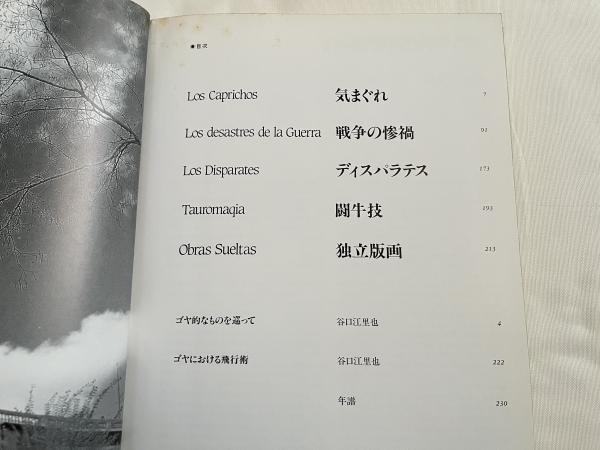 ●目次
Los Caprichos 気まぐれ 7
Los desastres de la Guerra 戦争の惨禍 91
Los Disparates ディスパラテス 173
Tauromaqia 闘牛技 193
Obras Sueltas 独立版画 213
ゴヤ的なものを巡って 谷口江里也 4
ゴヤにおける飛行術 谷口江里也 222
年譜 230